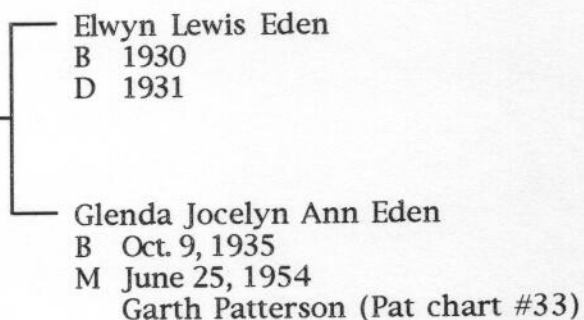 Elwyn Lewis Eden
B 1930
D 1931
Glenda Jocelyn Ann Eden
B Oct. 9, 1935
M June 25, 1954
Garth Patterson (Pat chart #33)